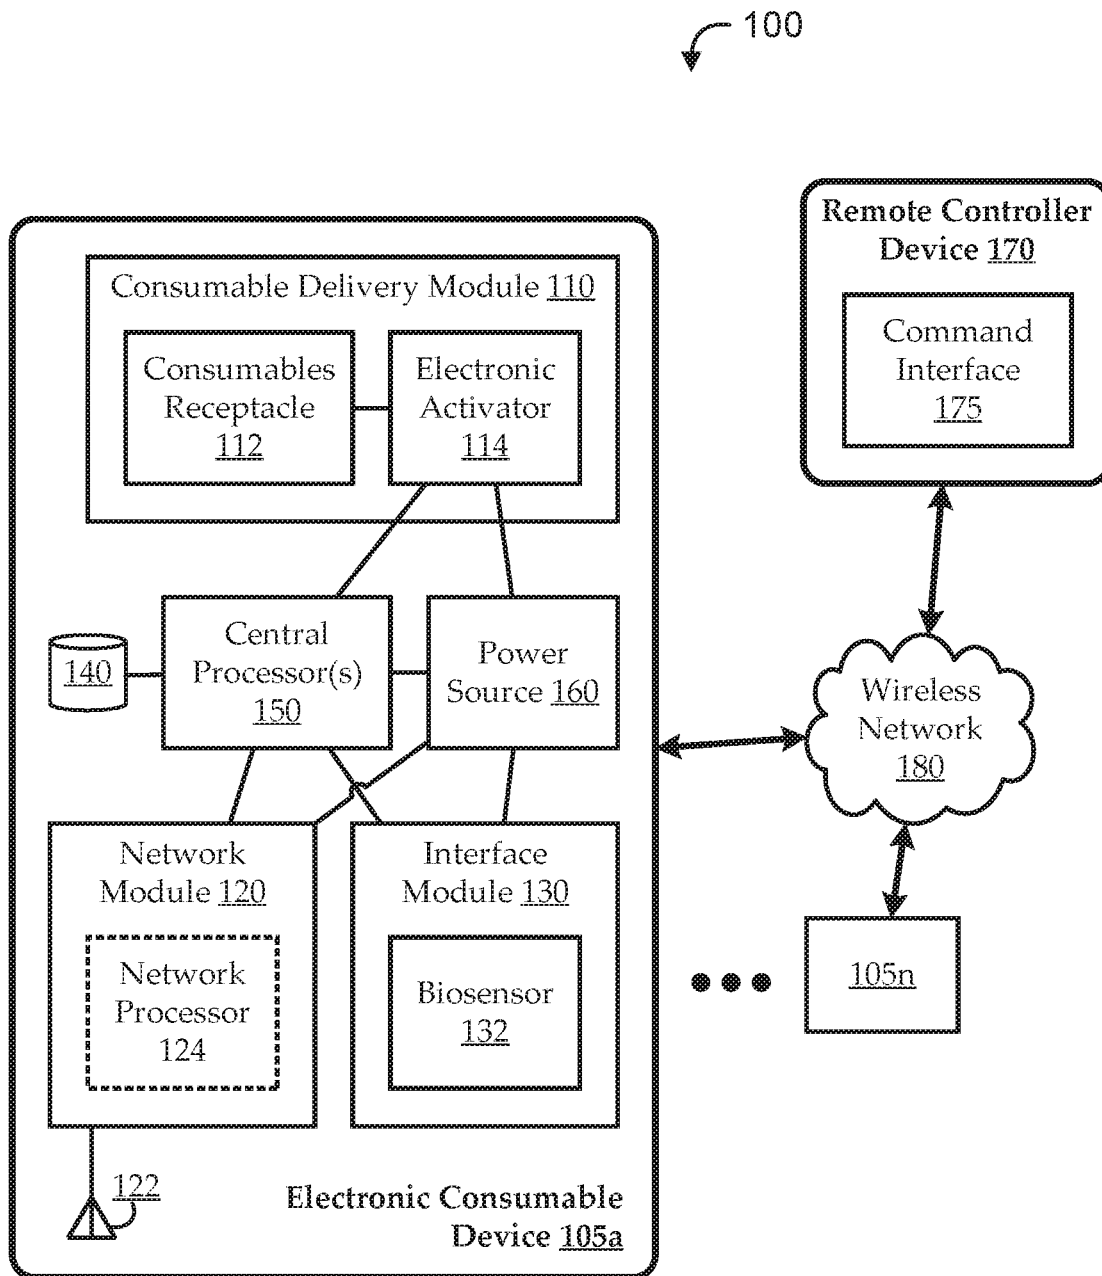 100
Remote Controller
Device 170
Command
Interface
175
Consumable Delivery Module 110
Consumables
Receptacle
112
Electronic
Activator
114
140
Central
Processor(s)
150
Power
Source 160
Wireless
Network
180
Network
Module 120
Network
Processor
124
Interface
Module 130
Biosensor
132
105n
122
Electronic Consumable
Device 105a